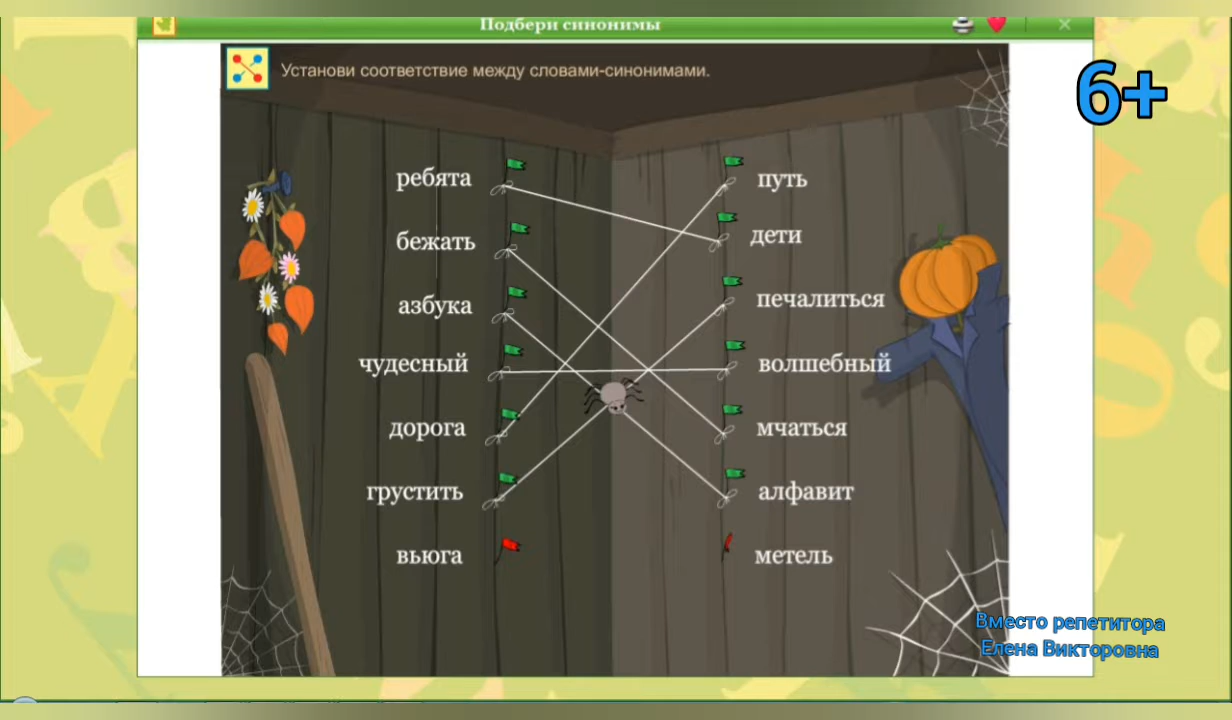 Подбери синонимы
Установи соответствие между словами-синонимами.
6+
ребята
путь
бежать
дети
азбука
печалиться
чудесный
волшебный
дорога
мчаться
грустить
алфавит
вьюга
метель
Вместо репетитора
Елена Викторовна